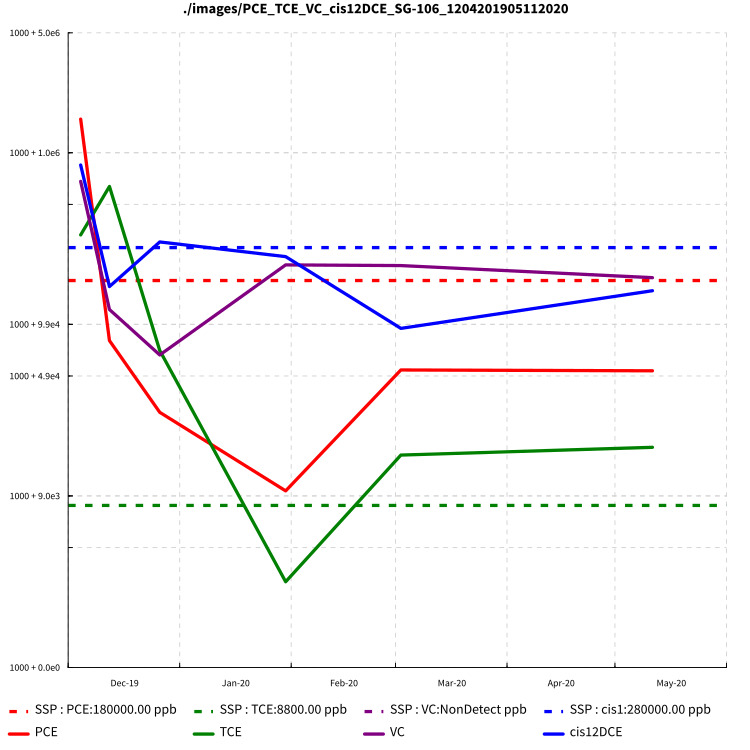 ./images/PCE_TCE_VC_cis12DCE_SG-106_1204201905112020
1000 + 5.0e6
1000 + 1.0e6
1000 + 9.9e4
1000 + 4.9e4
1000 + 9.0e3
1000 + 0.0e0
Dec-19 Jan-20 Feb-20 Mar-20 Apr-20 May-20
SSP : PCE:180000.00 ppb SSP : TCE:8800.00 ppb SSP : VC:NonDetect ppb SSP : cis1:280000.00 ppb
PCE TCE VC cis12DCE